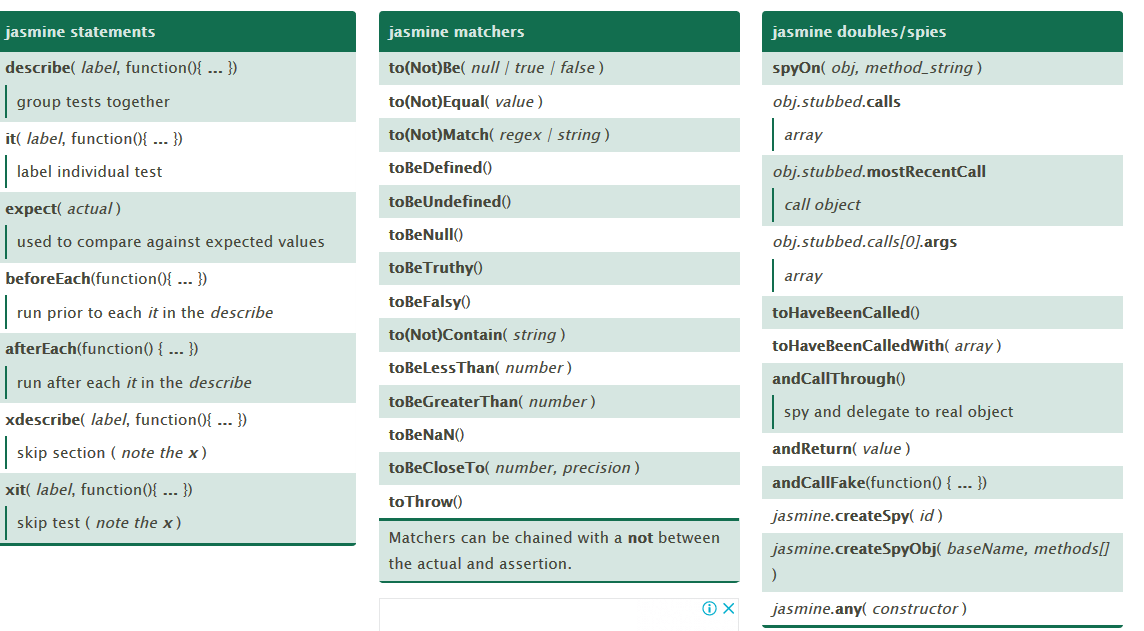 jasmine statements
describe( label, function(){ ... })
group tests together
it( label, function(){ ... })
label individual test
expect( actual )
used to compare against expected values
beforeEach(function(){ ... })
run prior to each it in the describe
afterEach(function() { ... })
run after each it in the describe
xdescribe( label, function(){ ... })
skip section ( note the x )
xit( label, function(){ ... })
skip test ( note the x )
jasmine matchers
to(Not)Be( null | true | false )
to(Not)Equal( value )
to(Not)Match( regex | string )
toBeDefined()
toBeUndefined()
toBeNull()
toBeTruthy()
toBeFalsy()
to(Not)Contain( string )
toBeLessThan( number )
toBeGreaterThan( number )
toBeNaN()
toBeCloseTo( number, precision )
toThrow()
Matchers can be chained with a not between
the actual and assertion.
jasmine doubles/spies
spyOn( obj, method_string )
obj.stubbed.calls
array
obj.stubbed.mostRecentCall
call object
obj.stubbed.calls[0].args
array
toHaveBeenCalled()
toHaveBeenCalledWith( array )
andCallThrough()
spy and delegate to real object
andReturn( value )
andCallFake(function() { ... })
jasmine.createSpy( id )
jasmine.createSpyObj( baseName, methods[]
)
jasmine.any( constructor )